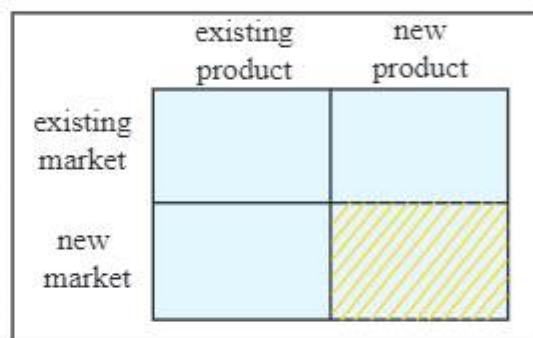 existing
product
new
product
existing
market
new
market